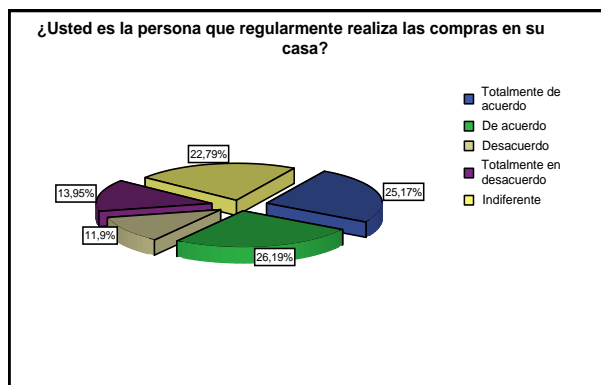 ¿Usted es la persona que regularmente realiza las compras en su
casa?
Totalmente de
acuerdo
De acuerdo
Desacuerdo
Totalmente en
desacuerdo
Indiferente
22,79%
25,17%
13,95%
11,9%
26,19%